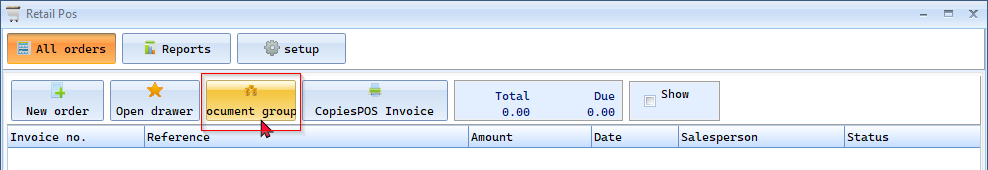 Retail Pos
All orders Reports setup
New order Open drawer ocument group CopiesPOS Invoice Total Due Show
0.00 0.00
Invoice no. Reference Amount Date Salesperson Status